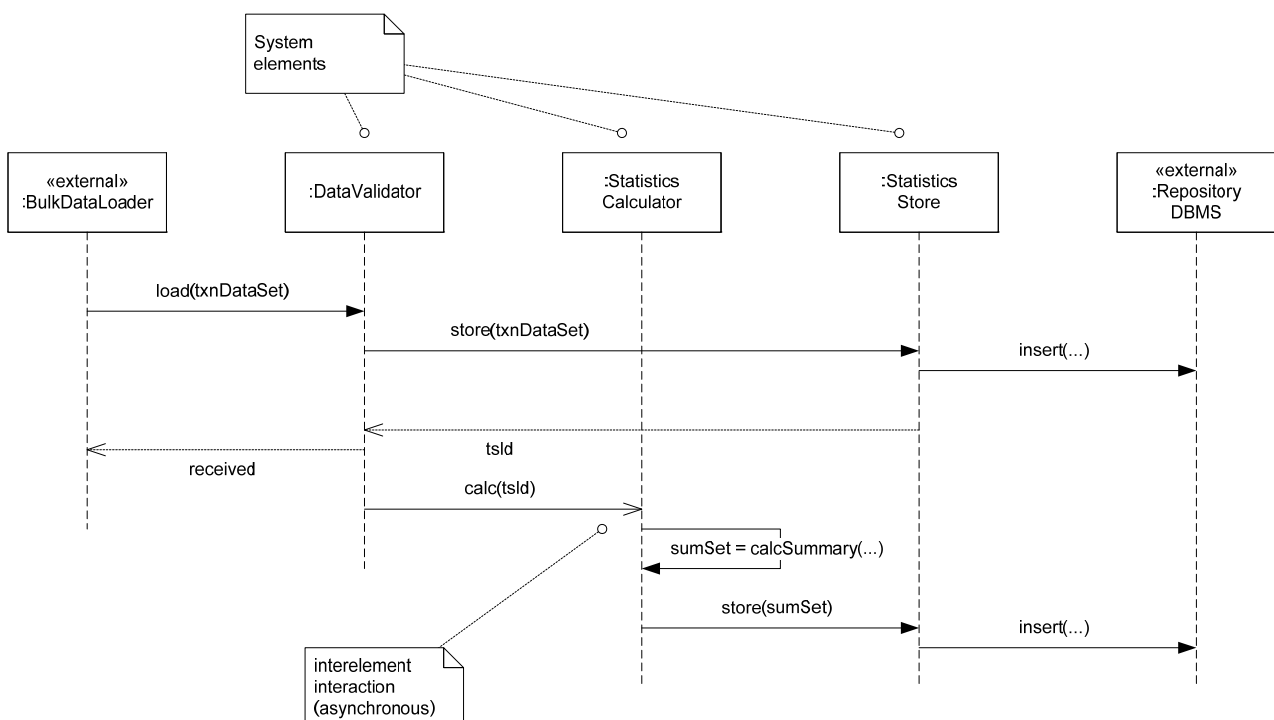 System
elements
«external»
:BulkDataLoader
:DataValidator
:Statistics
Calculator
:Statistics
Store
«external»
:Repository
DBMS
load(txnDataSet)
store(txnDataSet)
insert(...)
tsId
received
calc(tsId)
sumSet = calcSummary(...)
store(sumSet)
insert(...)
interelement
interaction
(asynchronous)